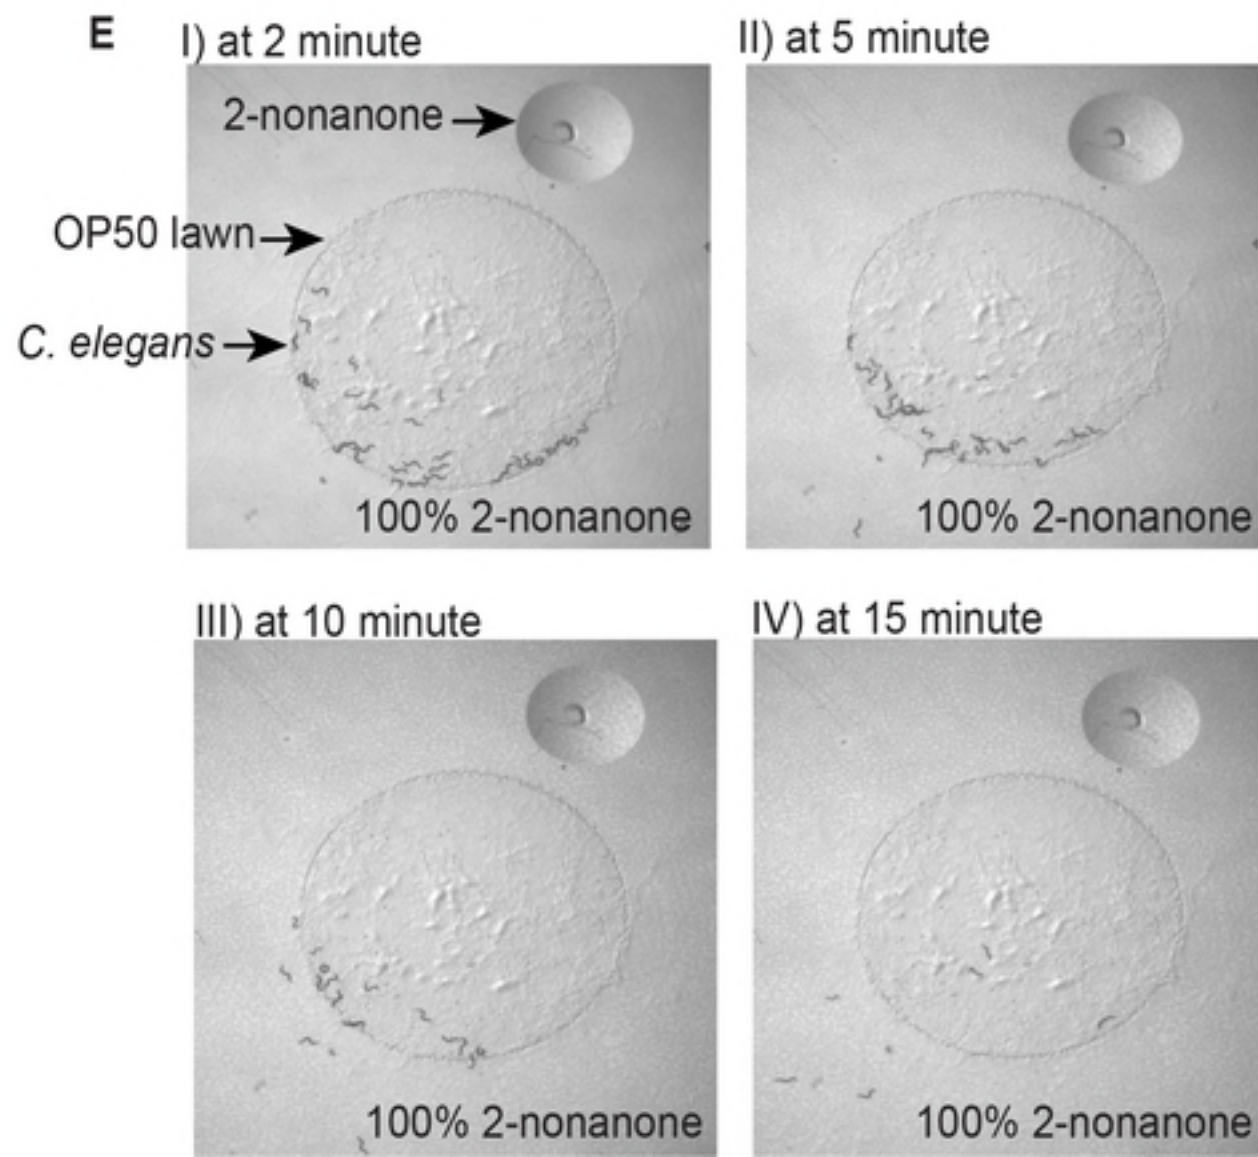 E
I) at 2 minute
II) at 5 minute
2-nonanone
OP50 lawn
C. elegans
100% 2-nonanone
100% 2-nonanone
III) at 10 minute
IV) at 15 minute
100% 2-nonanone
100% 2-nonanone